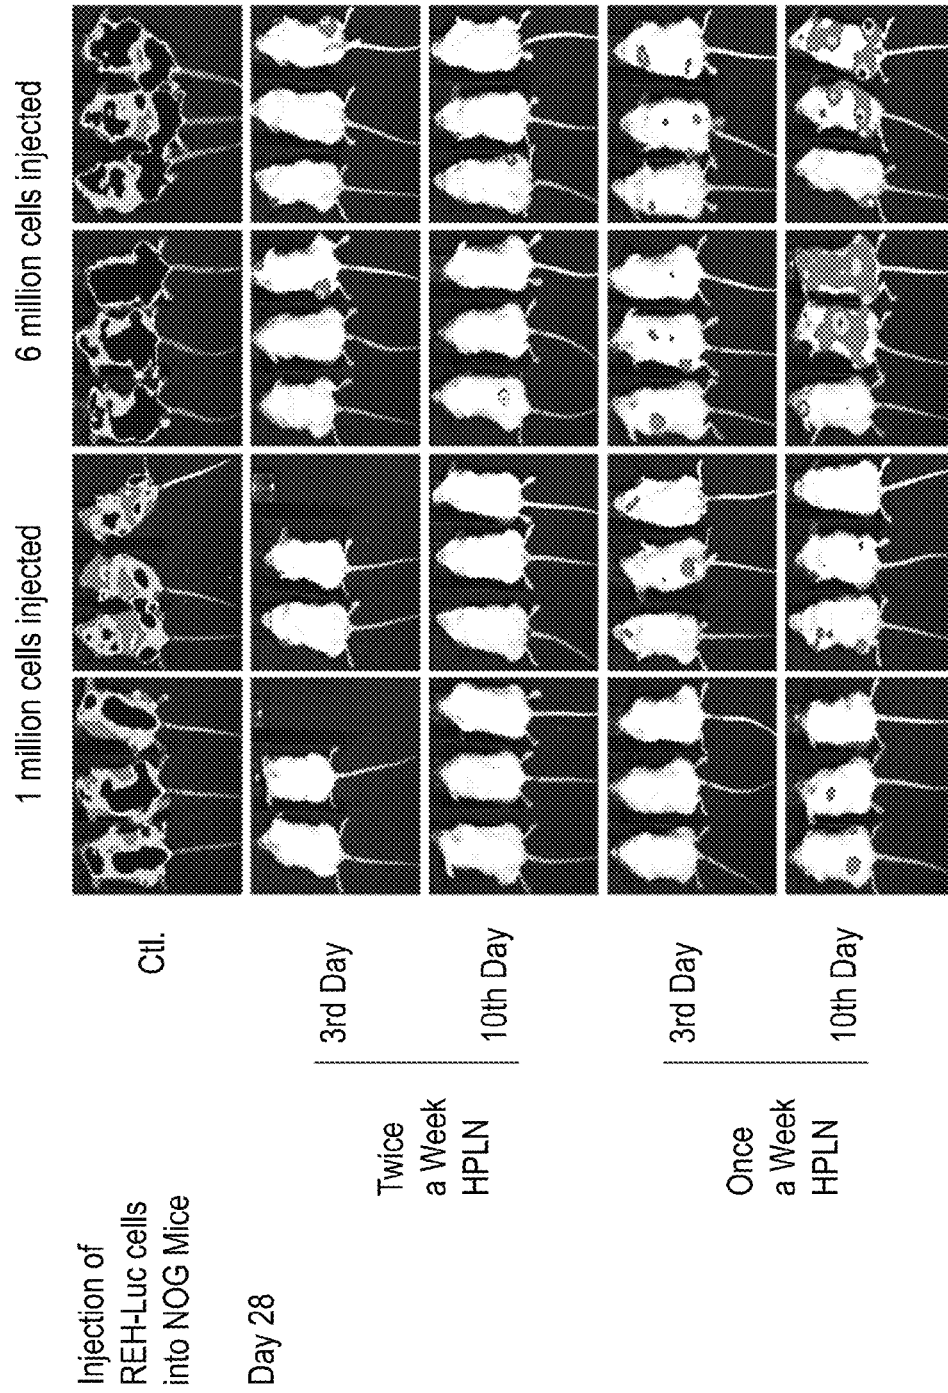 Injection of
REH-Luc cells
into NOG Mice
Day 28
1 million cells injected
6 million cells injected
Ctl.
Twice
a Week
HPLN
3rd Day
10th Day
Once
a Week
HPLN
3rd Day
10th Day